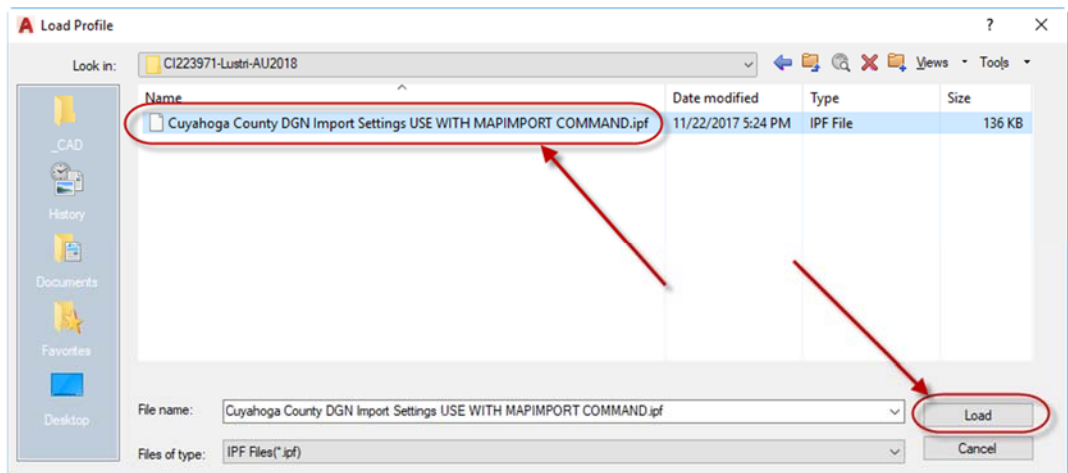 Load Profile ? ×
Look in: CI223971-Lustri-AU2018 Views Tools
Name Date modified Type Size
Cuyahoga County DGN Import Settings USE WITH MAPIMPORT COMMAND.ipf 11/22/2017 5:24 PM IPF File 136 KB
_CAD
History
Documents
Favorites
Desktop
File name: Cuyahoga County DGN Import Settings USE WITH MAPIMPORT COMMAND.ipf Load
Files of type: IPF Files(*.ipf) Cancel